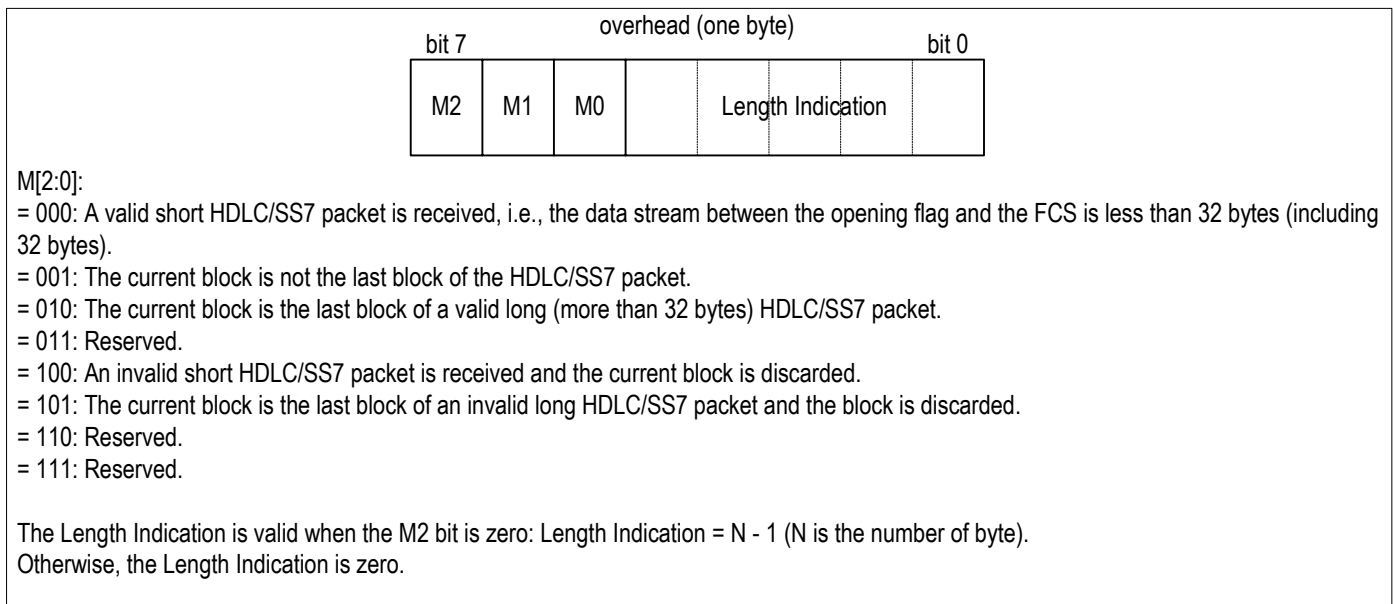 overhead (one byte)
bit 7 bit 0
M2 M1 M0 Length Indication
M[2:0]:
= 000: A valid short HDLC/SS7 packet is received, i.e., the data stream between the opening flag and the FCS is less than 32 bytes (including
32 bytes).
= 001: The current block is not the last block of the HDLC/SS7 packet.
= 010: The current block is the last block of a valid long (more than 32 bytes) HDLC/SS7 packet.
= 011: Reserved.
= 100: An invalid short HDLC/SS7 packet is received and the current block is discarded.
= 101: The current block is the last block of an invalid long HDLC/SS7 packet and the block is discarded.
= 110: Reserved.
= 111: Reserved.
The Length Indication is valid when the M2 bit is zero: Length Indication = N - 1 (N is the number of byte).
Otherwise, the Length Indication is zero.